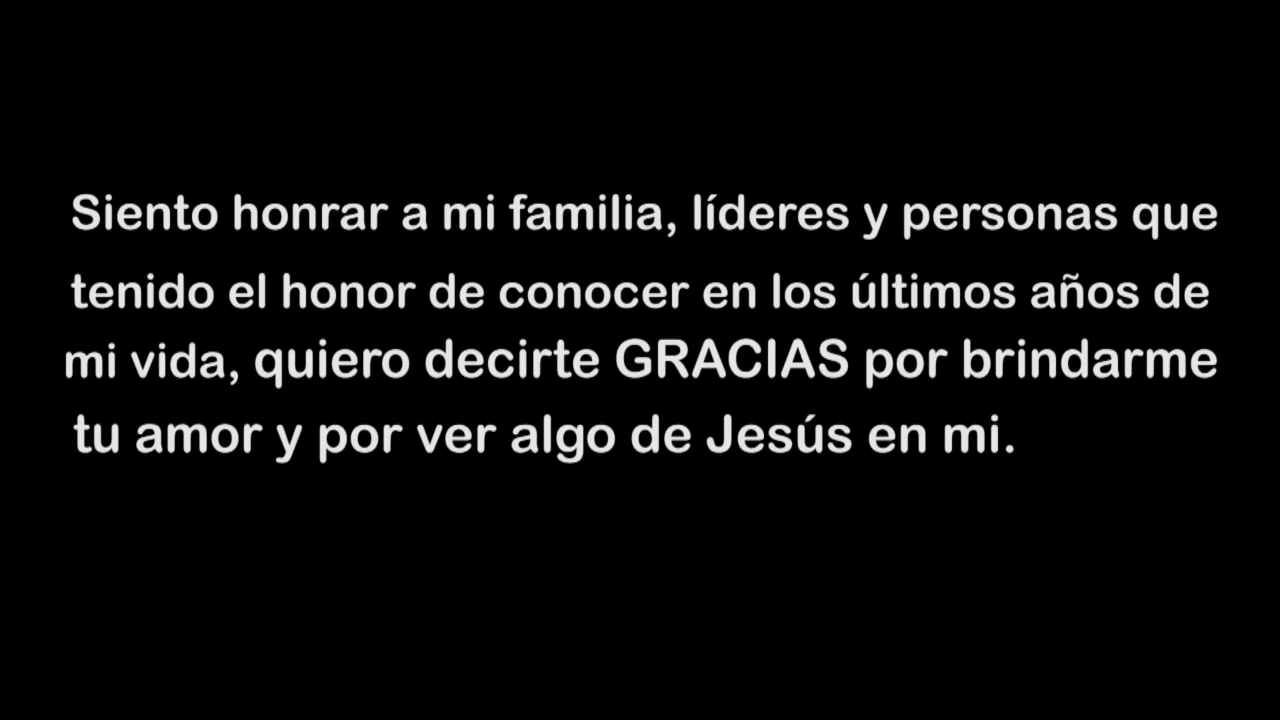 Siento honrar a mi familia, líderes y personas que
tenido el honor de conocer en los últimos años de
mi vida, quiero decirte GRACIAS por brindarme
tu amor y por ver algo de Jesús en mi.